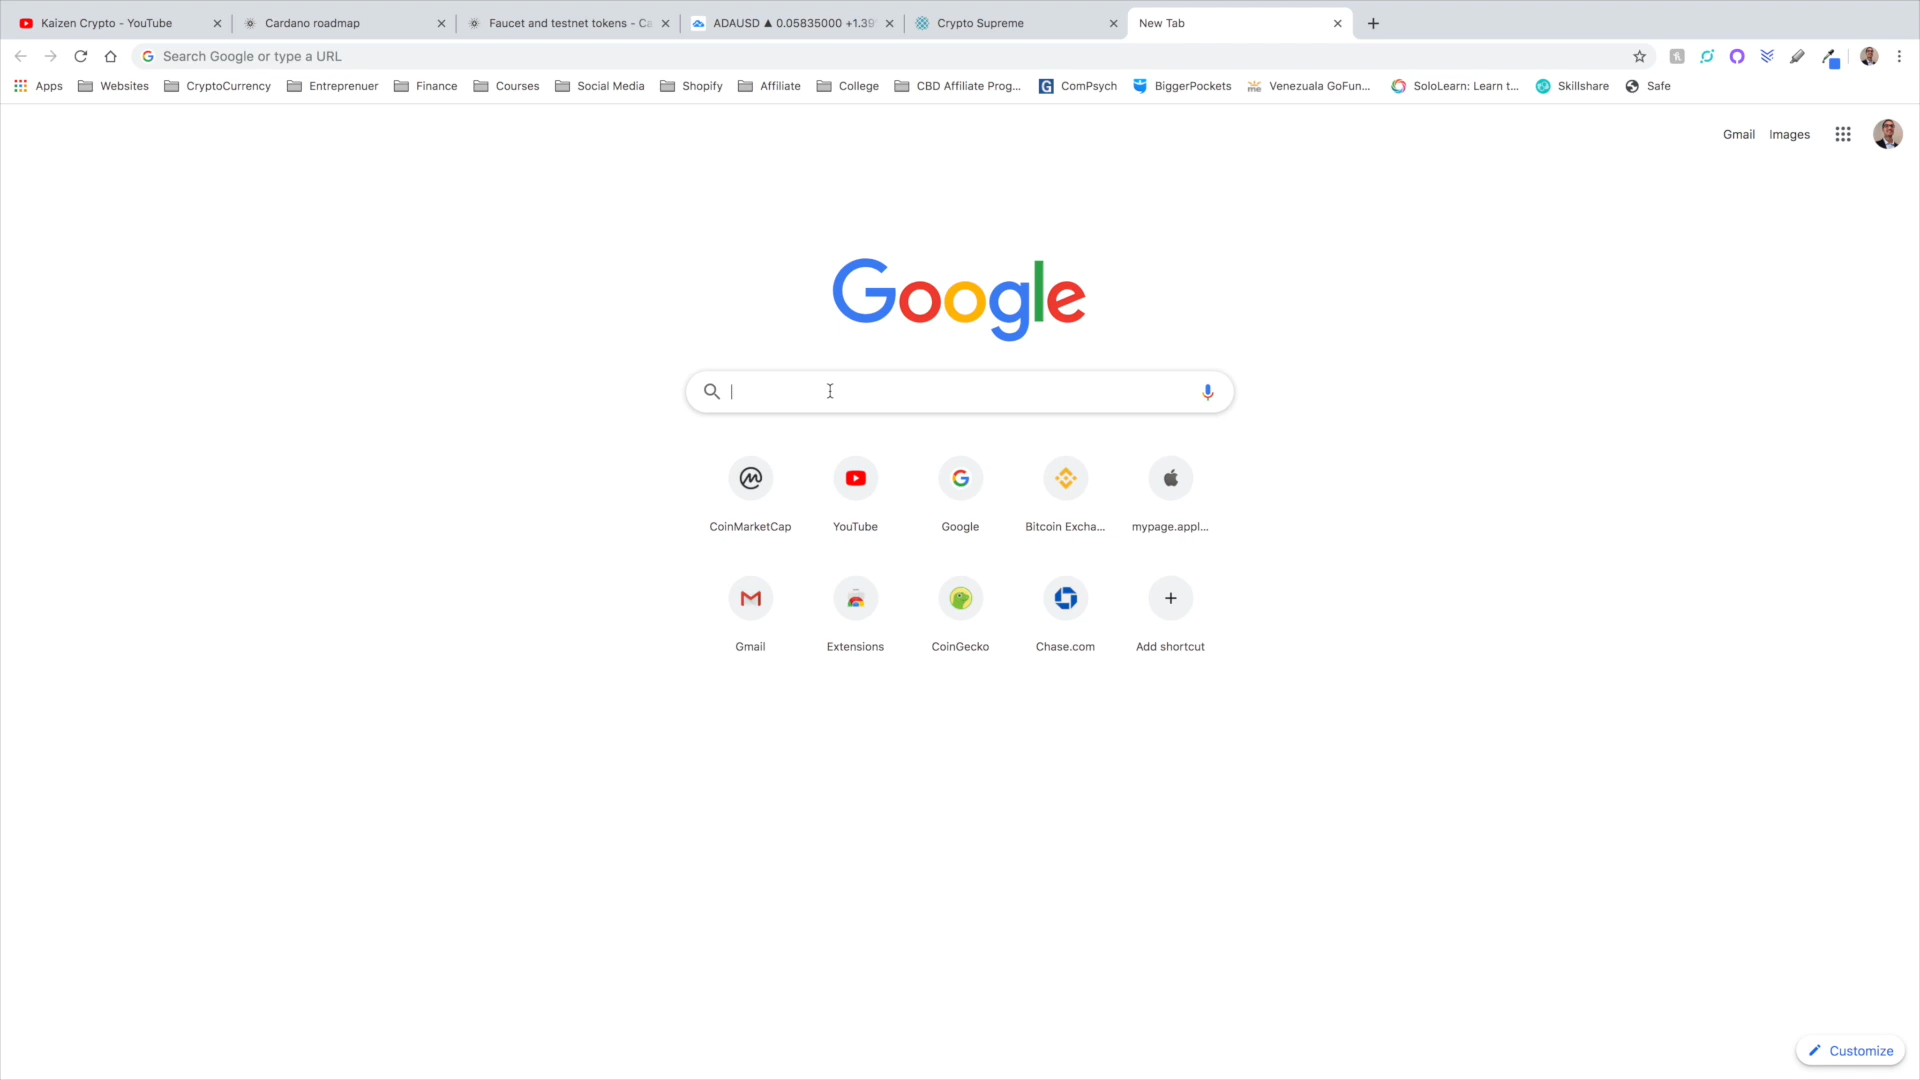 Kaizen Crypto - YouTube
Cardano roadmap
Faucet and testnet tokens - Ca
ADAUSD ▲ 0.05835000 +1.39
Crypto Supreme
New Tab
Search Google or type a URL
Apps
Websites
CryptoCurrency
Entreprenuer
Finance
Courses
Social Media
Shopify
Affiliate
College
CBD Affiliate Prog...
ComPsych
BiggerPockets
Venezuala GoFun...
SoloLearn: Learn t...
Skillshare
Safe
Gmail
Images
Google
CoinMarketCap
YouTube
Google
Bitcoin Excha...
mypage.appl...
Gmail
Extensions
CoinGecko
Chase.com
Add shortcut
Customize